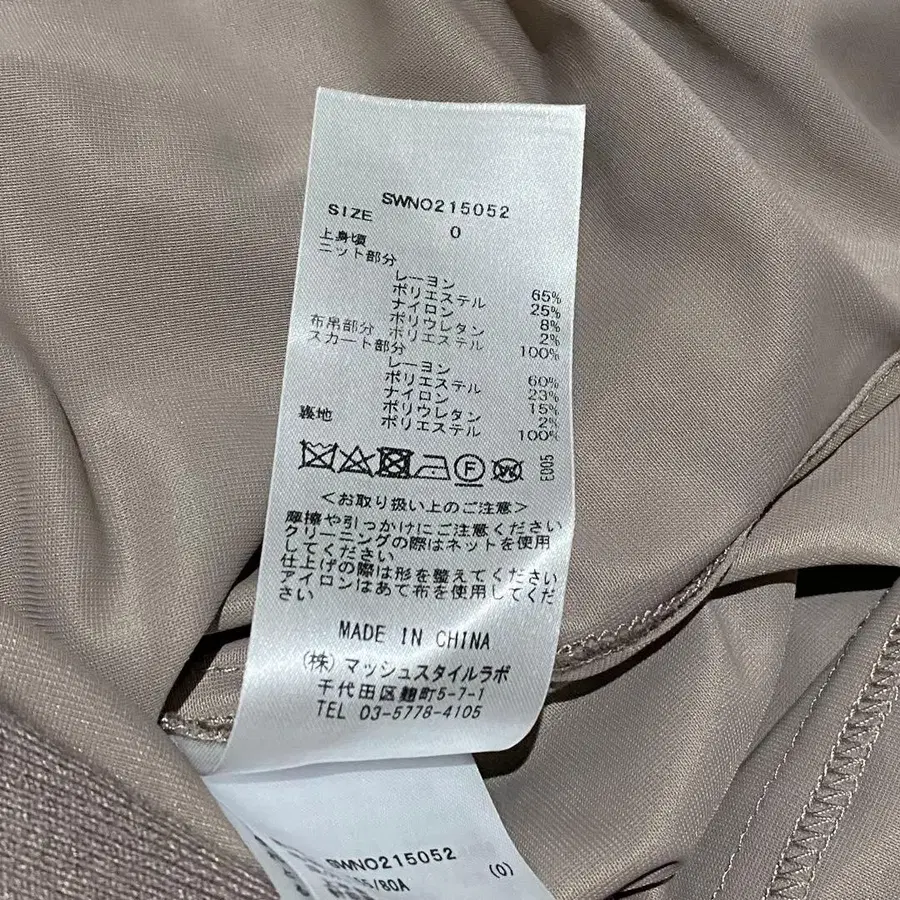 SWNO215052
SIZE 0
上身頃
ニット部分
レーヨン 65%
ポリエステル 25%
ナイロン 8%
ポリウレタン 2%
布帛部分 ポリエステル 100%
スカート部分
レーヨン 60%
ポリエステル 23%
ナイロン 15%
ポリウレタン 2%
裏地 ポリエステル 100%
E005
<お取り扱い上のご注意>
摩擦や引っかけにご注意ください
クリーニングの際はネットを使用
してください
仕上げの際は形を整えてください
アイロンはあて布を使用してくだ
さい
MADE IN CHINA
(株)マッシュスタイルラボ
千代田区麹町5-7-1
TEL 03-5778-4105
SWNO215052 (0)
/80A